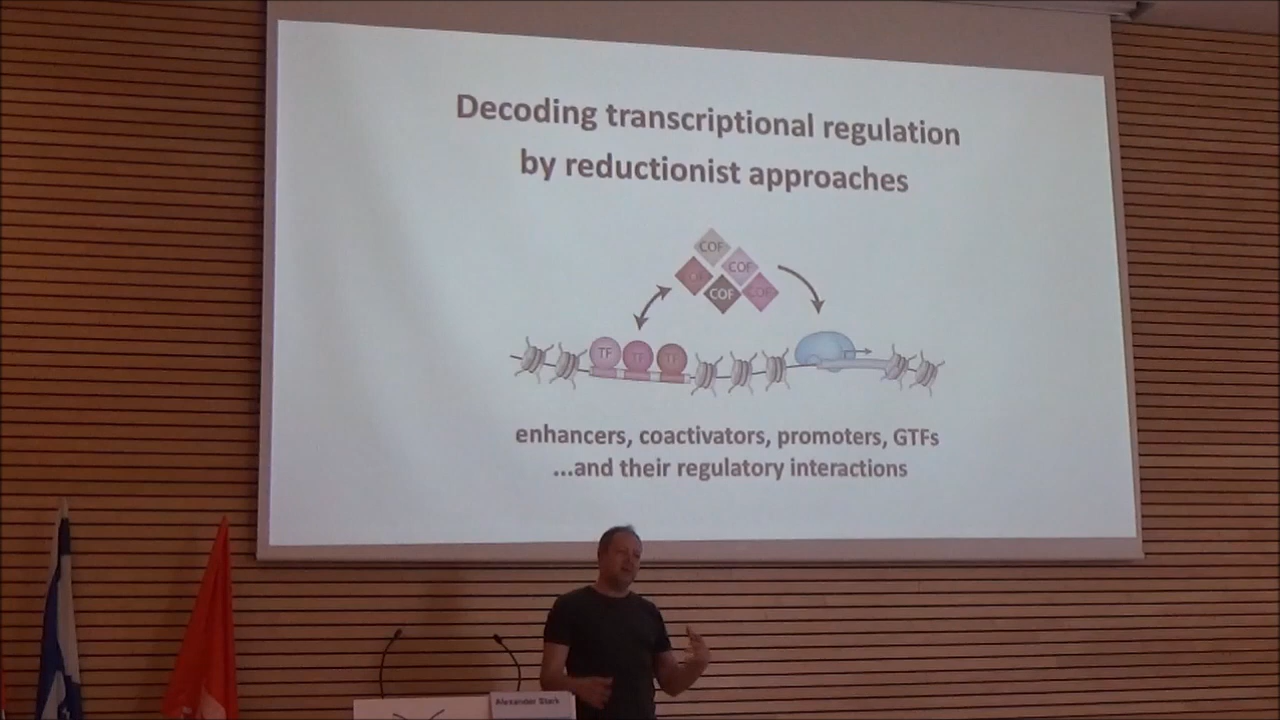 Decoding transcriptional regulation
by reductionist approaches
COF
COF
COF
COF
TF
TF
TF
enhancers, coactivators, promoters, GTFs
...and their regulatory interactions
Alexander Stark